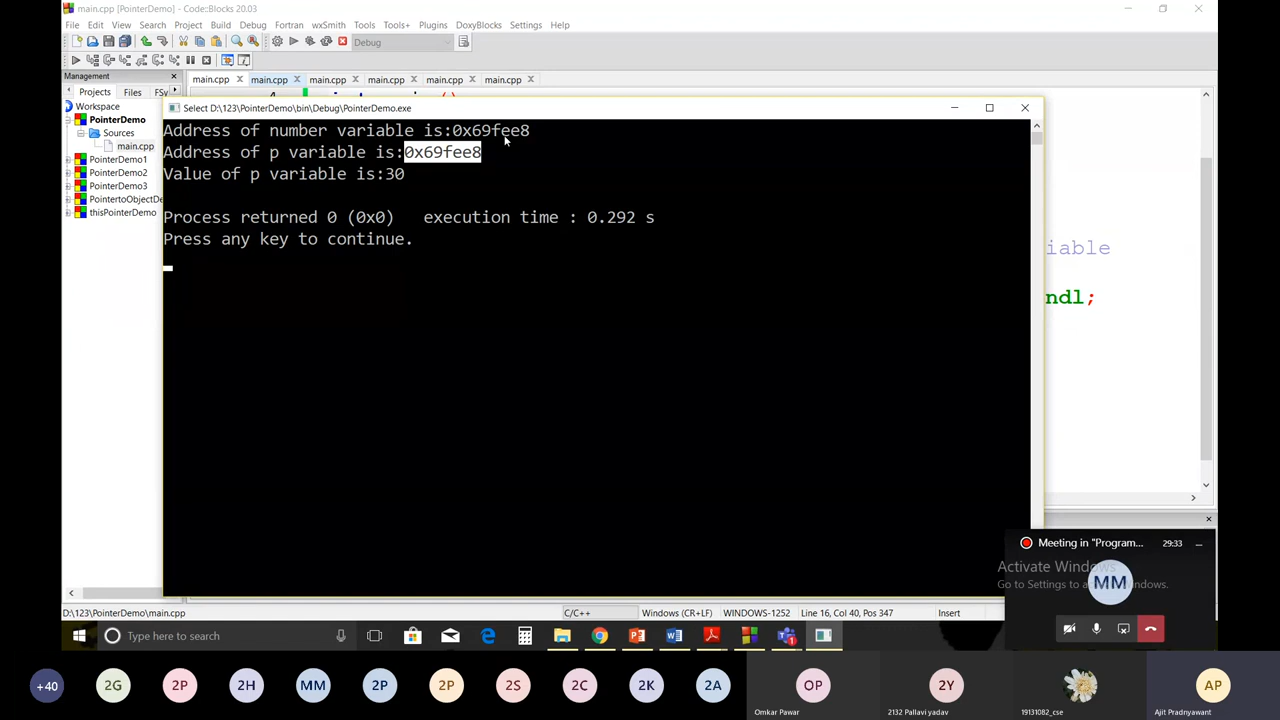 main.cpp [PointerDemo] - Code::Blocks 20.03
File Edit View Search Project Build Debug Fortran wxSmith Tools Tools+ Plugins DoxyBlocks Settings Help
Debug
Management
Projects Files FSy
main.cpp main.cpp main.cpp main.cpp main.cpp main.cpp
Workspace
PointerDemo
Sources
main.cpp
PointerDemo1
PointerDemo2
PointerDemo3
PointertoObjectDe
thisPointerDemo
Select D:\123\PointerDemo\bin\Debug\PointerDemo.exe
Address of number variable is:0x69fee8
Address of p variable is:0x69fee8
Value of p variable is:30
Process returned 0 (0x0) execution time : 0.292 s
Press any key to continue.
iable
ndl;
Meeting in "Program... 29:33
Activate Windows
Go to Settings to a
ndows.
MM
D:\123\PointerDemo\main.cpp C/C++ Windows (CR+LF) WINDOWS-1252 Line 16, Col 40, Pos 347 Insert
Type here to search
+40 2G 2P 2H MM 2P 2P 2S 2C 2K 2A OP 2Y AP
Omkar Pawar 2132 Pallavi yadav 19131082_cse Ajit Pradnyawant